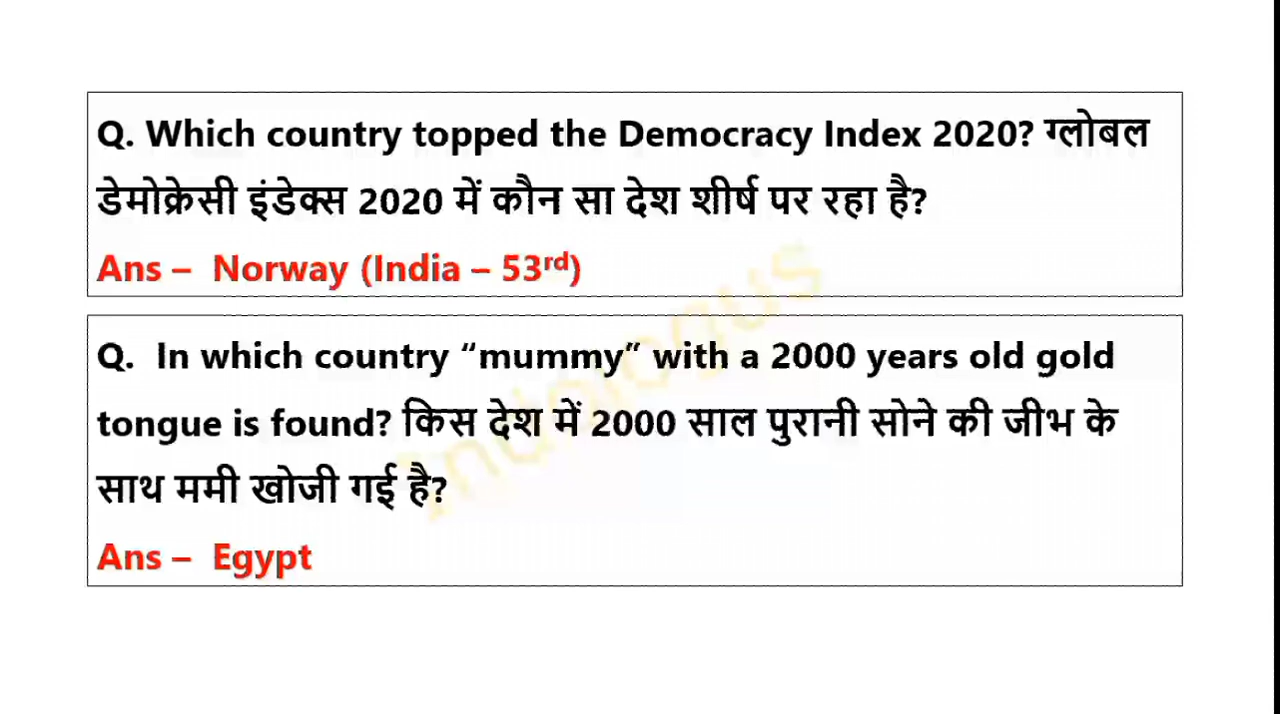 Q. Which country topped the Democracy Index 2020? ग्लोबल
डेमोक्रेसी इंडेक्स 2020 में कौन सा देश शीर्ष पर रहा है?
Ans – Norway (India – 53rd)
Q. In which country “mummy” with a 2000 years old gold
tongue is found? किस देश में 2000 साल पुरानी सोने की जीभ के
साथ ममी खोजी गई है?
Ans – Egypt